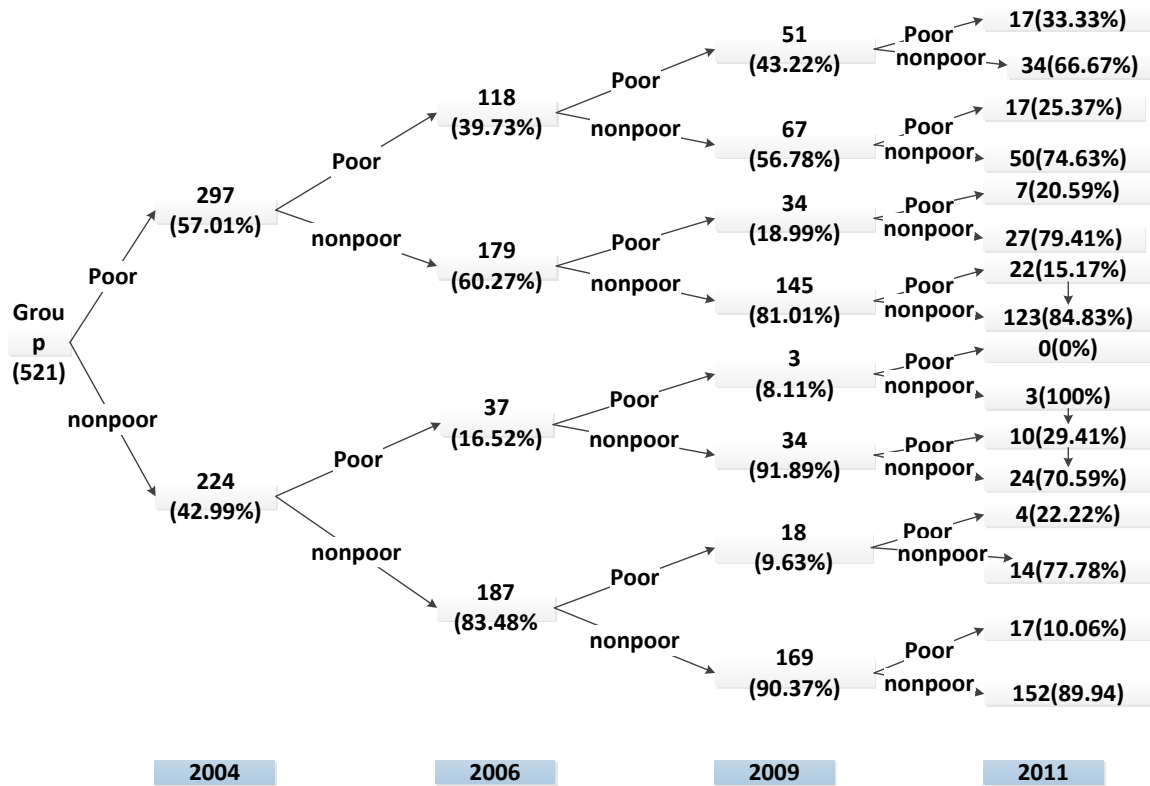 Grou
p
(521)
Poor
nonpoor
297
(57.01%)
224
(42.99%)
Poor
nonpoor
Poor
nonpoor
118
(39.73%)
179
(60.27%)
37
(16.52%)
187
(83.48%
Poor
nonpoor
Poor
nonpoor
Poor
nonpoor
Poor
nonpoor
51
(43.22%)
67
(56.78%)
34
(18.99%)
145
(81.01%)
3
(8.11%)
34
(91.89%)
18
(9.63%)
169
(90.37%)
Poor
nonpoor
Poor
nonpoor
Poor
nonpoor
Poor
nonpoor
Poor
nonpoor
Poor
nonpoor
Poor
nonpoor
Poor
nonpoor
17(33.33%)
34(66.67%)
17(25.37%)
50(74.63%)
7(20.59%)
27(79.41%)
22(15.17%)
123(84.83%)
0(0%)
3(100%)
10(29.41%)
24(70.59%)
4(22.22%)
14(77.78%)
17(10.06%)
152(89.94)
2004
2006
2009
2011